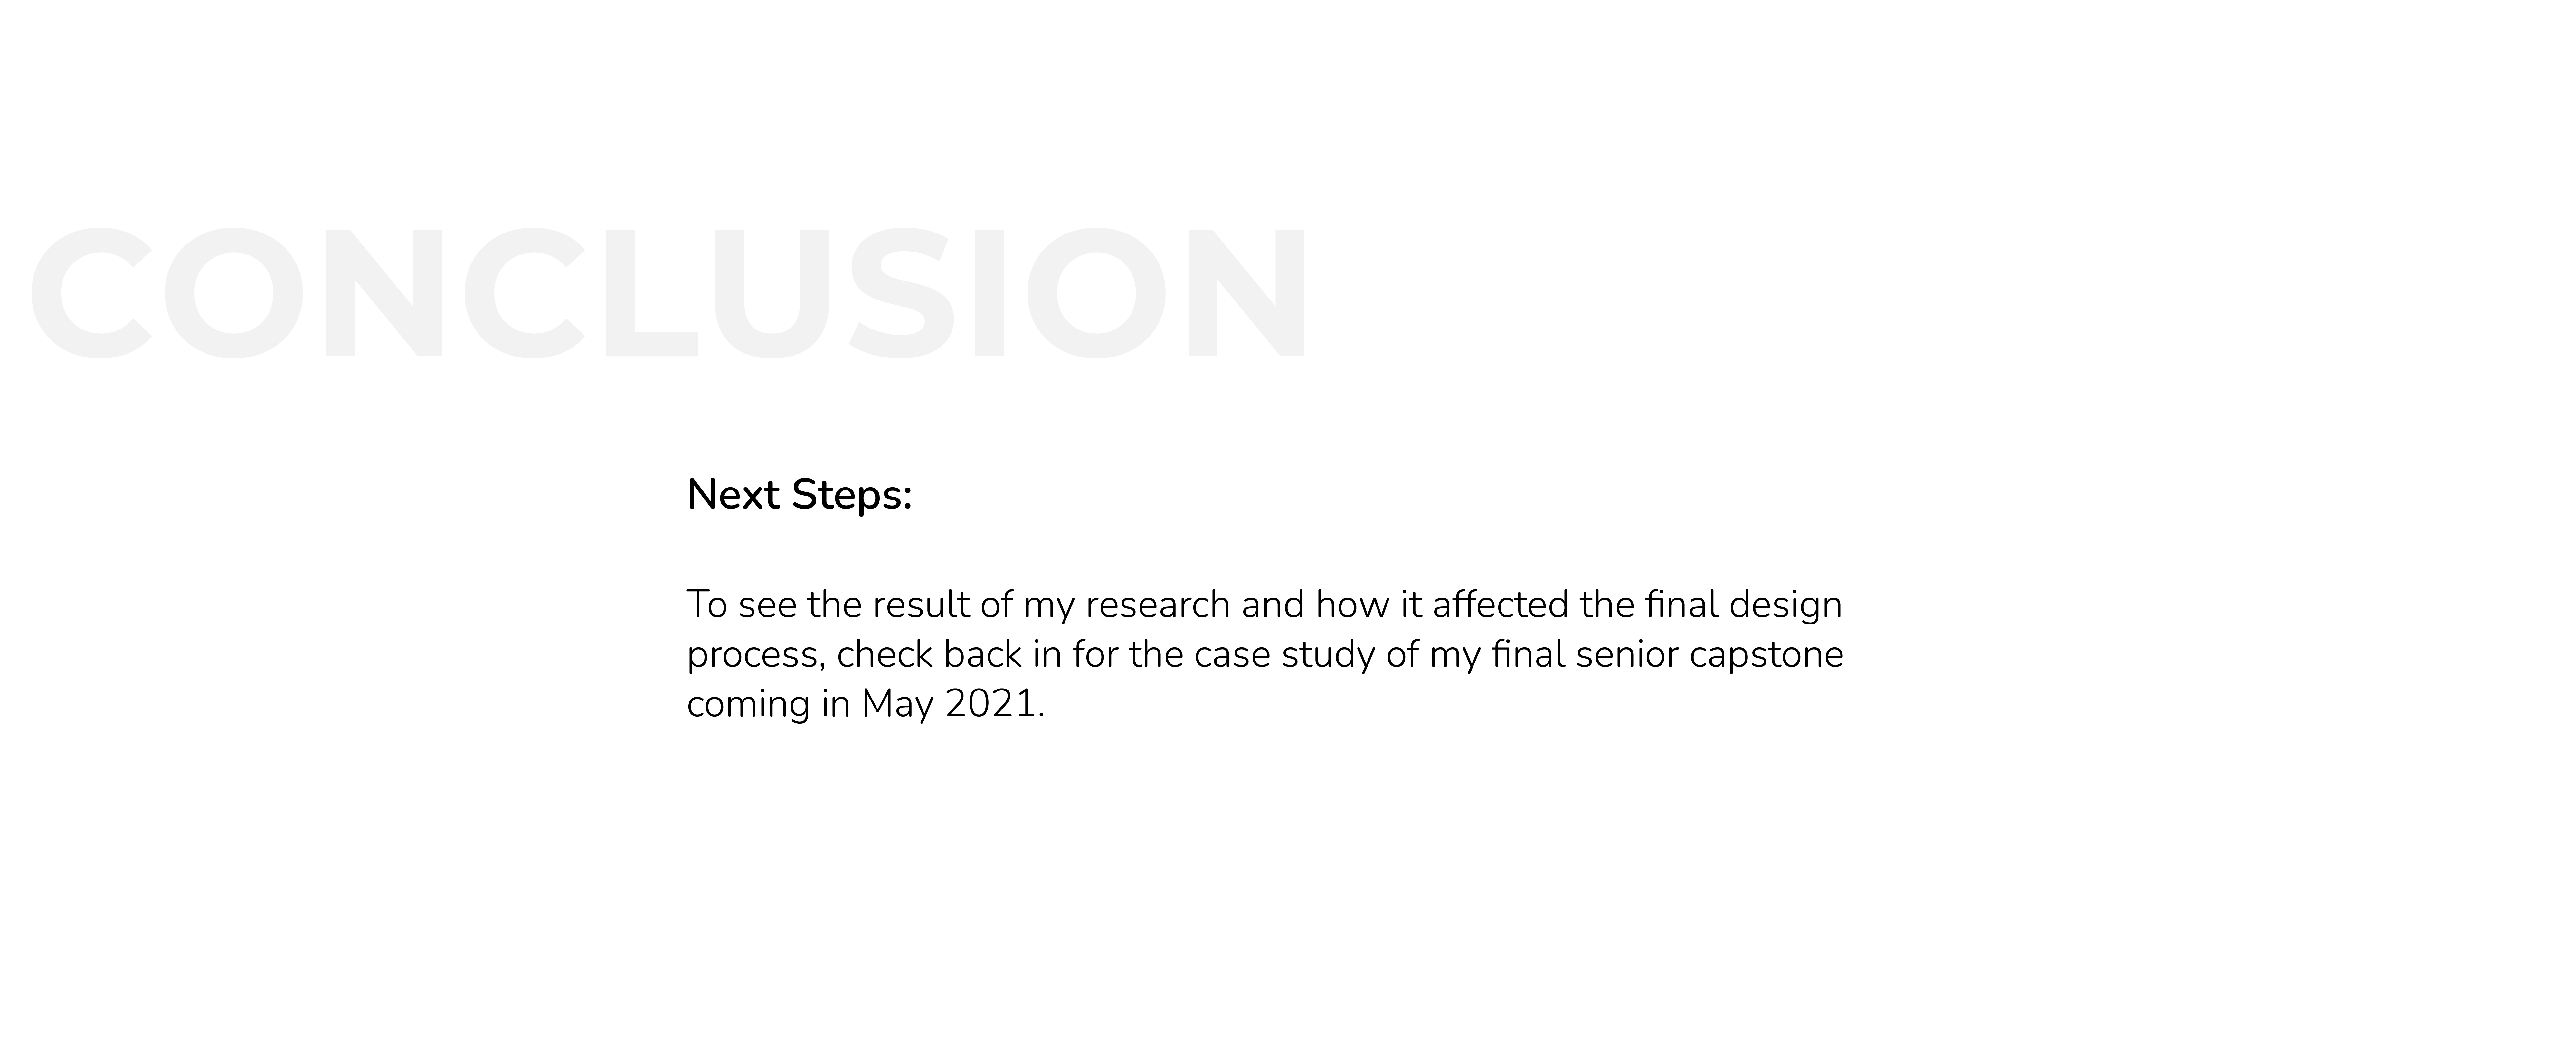 CONCLUSION
Next Steps:
To see the result of my research and how it affected the final design
process, check back in for the case study of my final senior capstone
coming in May 2021.